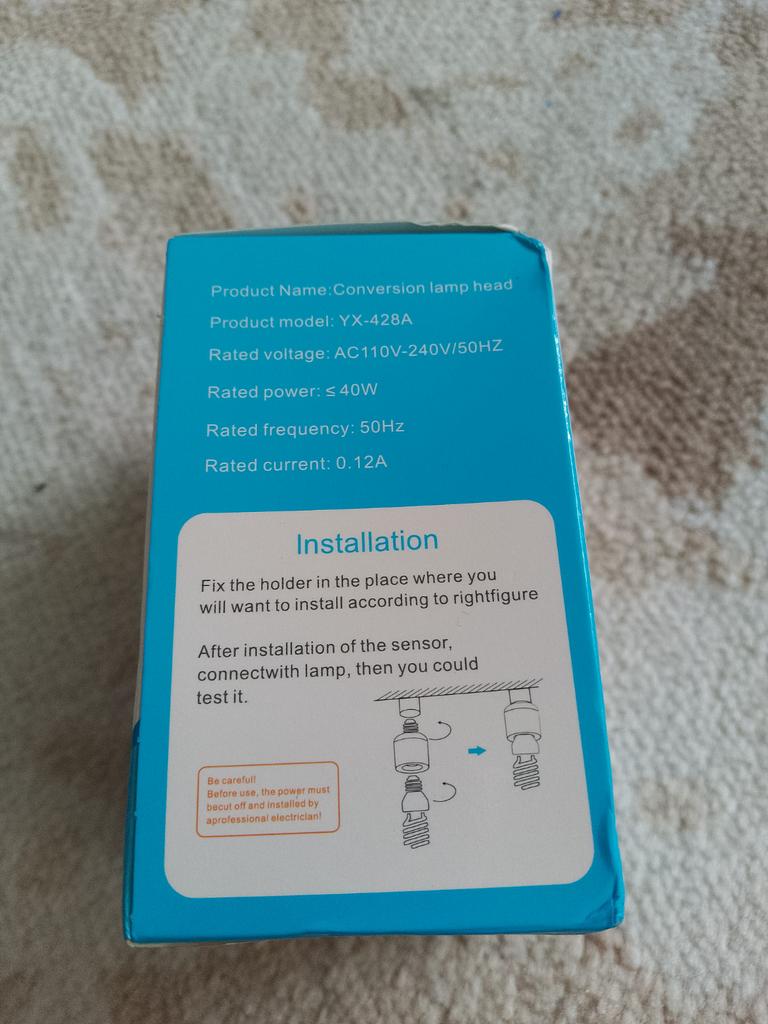 Product Name:Conversion lamp head
Product model: YX-428A
Rated voltage: AC110V-240V/50HZ
Rated power: ≤ 40W
Rated frequency: 50Hz
Rated current: 0.12A
Installation
Fix the holder in the place where you
will want to install according to rightfigure
After installation of the sensor,
connectwith lamp, then you could
test it.
Be carefull!
Before use, the power must
becut off and installed by
aprofessional electrician!